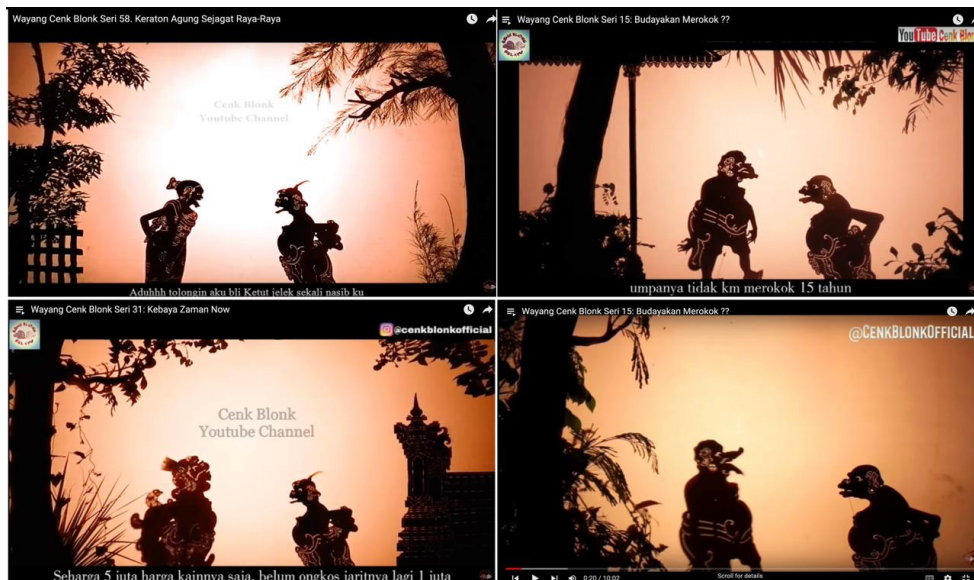 Wayang Cenk Blonk Seri 58. Keraton Agung Sejagat Raya-Raya
Cenk Blonk
Youtube Channel
Aduhhh tolongin aku bli Ketut jelek sekali nasib ku
Wayang Cenk Blonk Seri 15: Budayakan Merokok ??
YouTube Cenk Blonk
umpanya tidak km merokok 15 tahun
Wayang Cenk Blonk Seri 31: Kebaya Zaman Now
@cenkblonkofficial
Cenk Blonk
Youtube Channel
Seharga 5 juta harga kainnya saja, belum ongkos jaritnya lagi 1 juta
Wayang Cenk Blonk Seri 15: Budayakan Merokok ??
@CENKBLONKOFFICIAL
0:20 / 10:02
Scroll for details